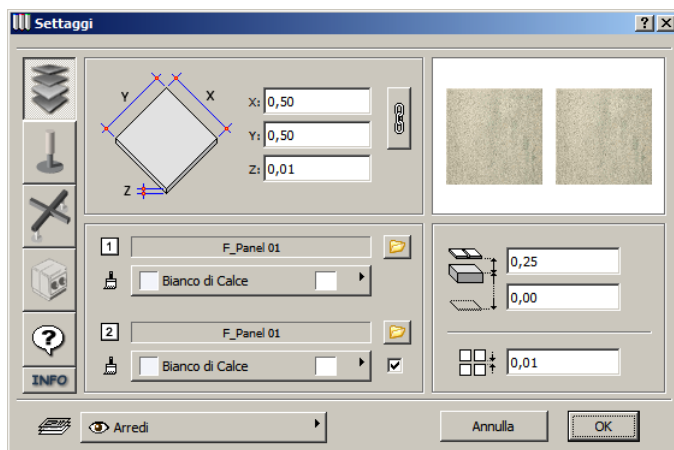 Settaggi
Y
X
Z
X: 0,50
Y: 0,50
Z: 0,01
1 F_Panel 01
Bianco di Calce
2 F_Panel 01
Bianco di Calce
0,25
0,00
0,01
?
INFO
Arredi
Annulla
OK